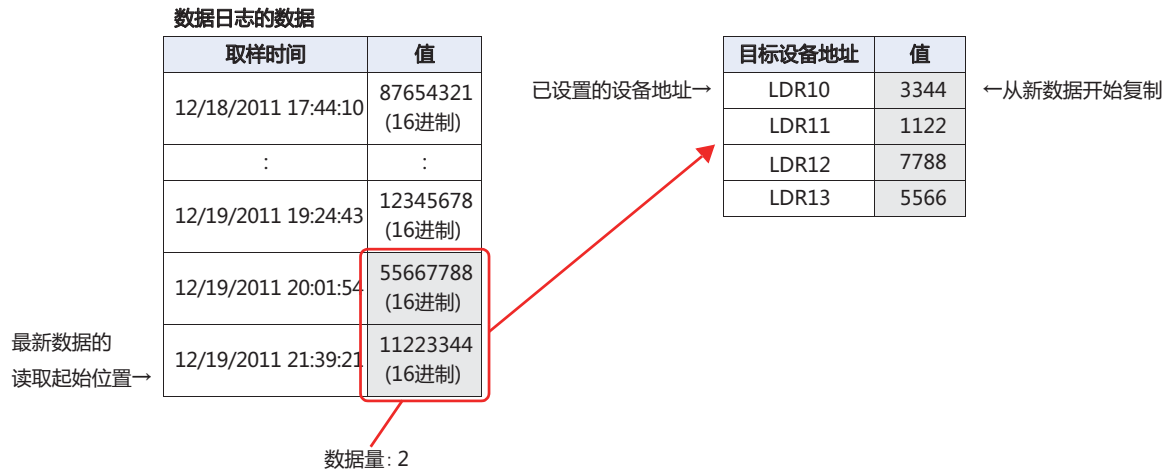 数据日志的数据
取样时间 值
12/18/2011 17:44:10 87654321
(16进制)
: :
12/19/2011 19:24:43 12345678
(16进制)
12/19/2011 20:01:54 55667788
(16进制)
最新数据的
读取起始位置→
12/19/2011 21:39:21 11223344
(16进制)
数据量: 2
目标设备地址 值
已设置的设备地址→ LDR10 3344 ←从新数据开始复制
LDR11 1122
LDR12 7788
LDR13 5566